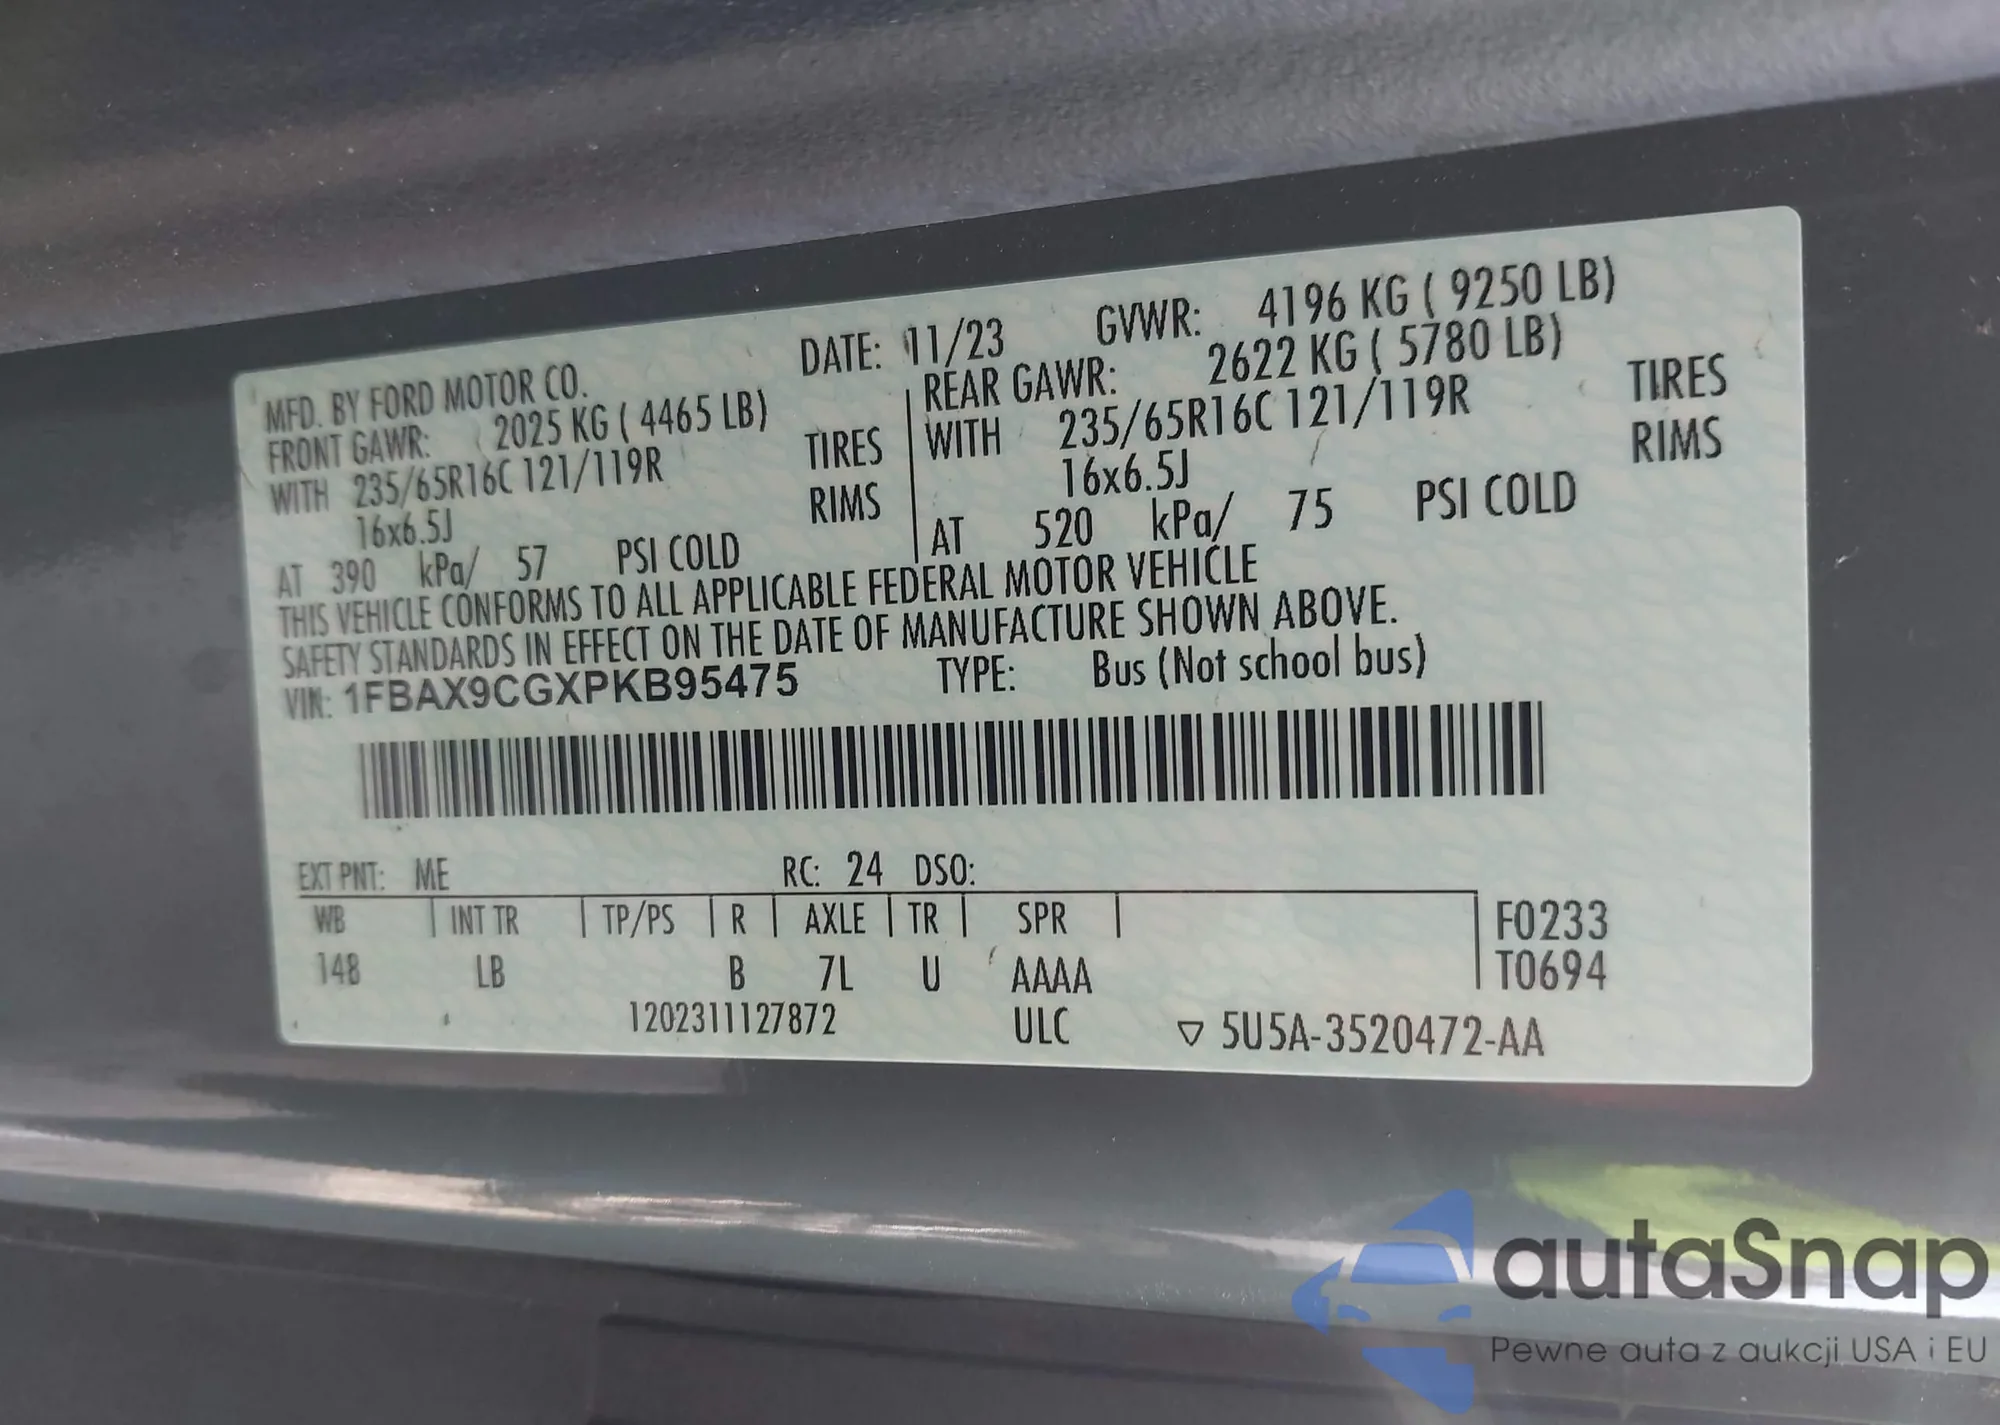 MFD. BY FORD MOTOR CO. DATE: 11/23 GVWR: 4196 KG ( 9250 LB)
FRONT GAWR: 2025 KG ( 4465 LB) REAR GAWR: 2622 KG ( 5780 LB)
WITH 235/65R16C 121/119R TIRES WITH 235/65R16C 121/119R TIRES
16x6.5J RIMS 16x6.5J RIMS
AT 390 kPa/ 57 PSI COLD AT 520 kPa/ 75 PSI COLD
THIS VEHICLE CONFORMS TO ALL APPLICABLE FEDERAL MOTOR VEHICLE
SAFETY STANDARDS IN EFFECT ON THE DATE OF MANUFACTURE SHOWN ABOVE.
VIN: 1FBAX9CGXPKB95475 TYPE: Bus (Not school bus)
EXT PNT: ME RC: 24 DSO:
WB INT TR TP/PS R AXLE TR SPR F0233
148 LB B 7L U AAAA T0694
1202311127872 ULC ▽ 5U5A-3520472-AA
autaSnap
Pewne auta z aukcji USA i EU